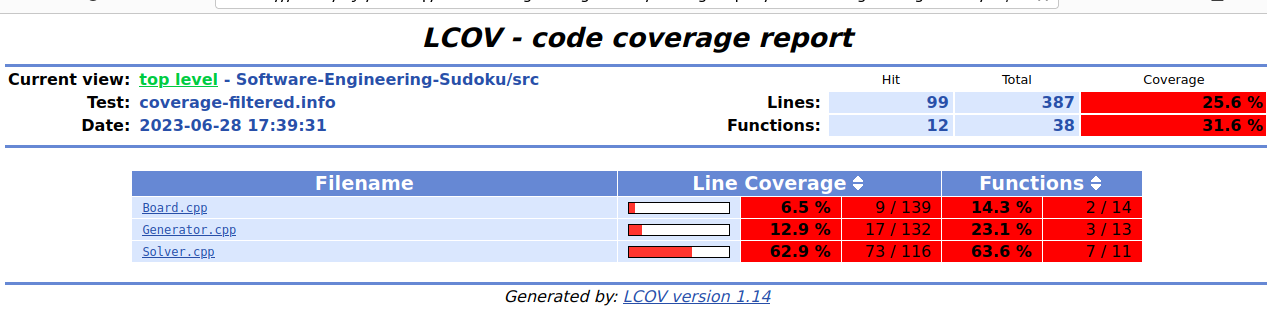 LCOV - code coverage report
Current view: top level - Software-Engineering-Sudoku/src Hit Total Coverage
Test: coverage-filtered.info Lines: 99 387 25.6 %
Date: 2023-06-28 17:39:31 Functions: 12 38 31.6 %
Filename Line Coverage Functions
Board.cpp 6.5 % 9 / 139 14.3 % 2 / 14
Generator.cpp 12.9 % 17 / 132 23.1 % 3 / 13
Solver.cpp 62.9 % 73 / 116 63.6 % 7 / 11
Generated by: LCOV version 1.14